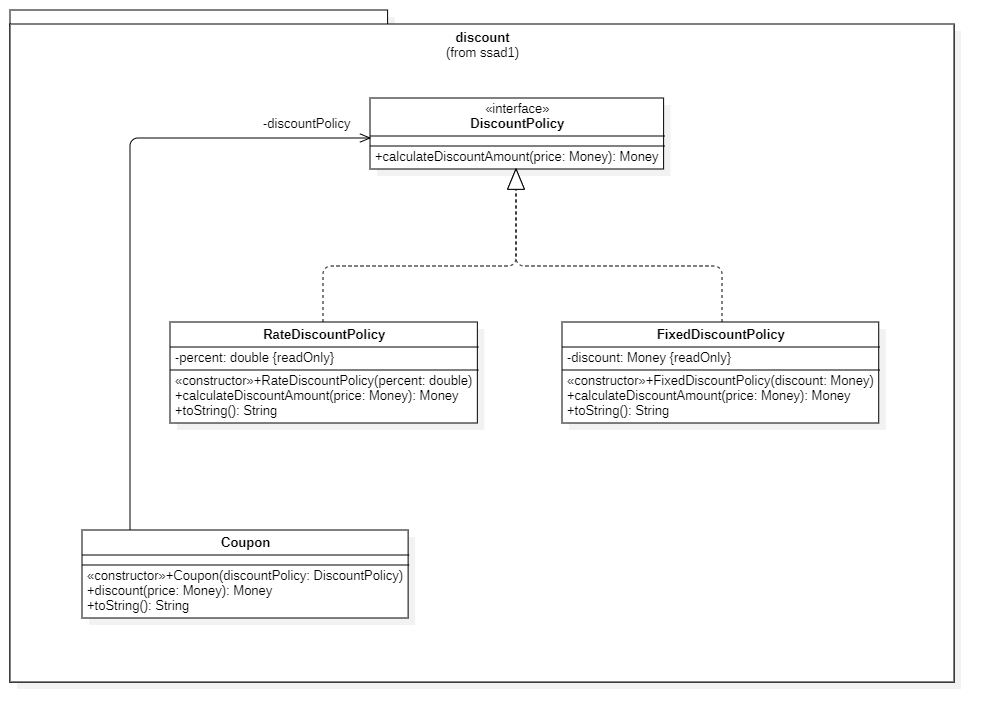 discount
(from ssad1)
«interface»
DiscountPolicy
-discountPolicy
+calculateDiscountAmount(price: Money): Money
RateDiscountPolicy
-percent: double {readOnly}
«constructor»+RateDiscountPolicy(percent: double)
+calculateDiscountAmount(price: Money): Money
+toString(): String
FixedDiscountPolicy
-discount: Money {readOnly}
«constructor»+FixedDiscountPolicy(discount: Money)
+calculateDiscountAmount(price: Money): Money
+toString(): String
Coupon
«constructor»+Coupon(discountPolicy: DiscountPolicy)
+discount(price: Money): Money
+toString(): String